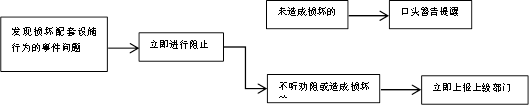 发现损坏配套设施
行为的事件问题
立即进行阻止
未造成损坏的
口头警告提醒
不听劝阻或造成损坏
立即上报上级部门